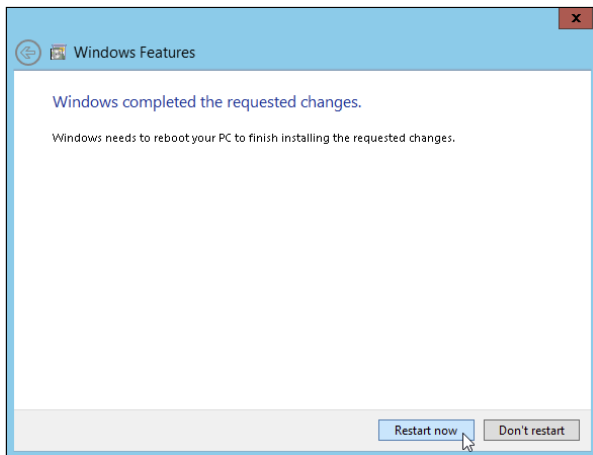 x
Windows Features
Windows completed the requested changes.
Windows needs to reboot your PC to finish installing the requested changes.
Restart now
Don't restart